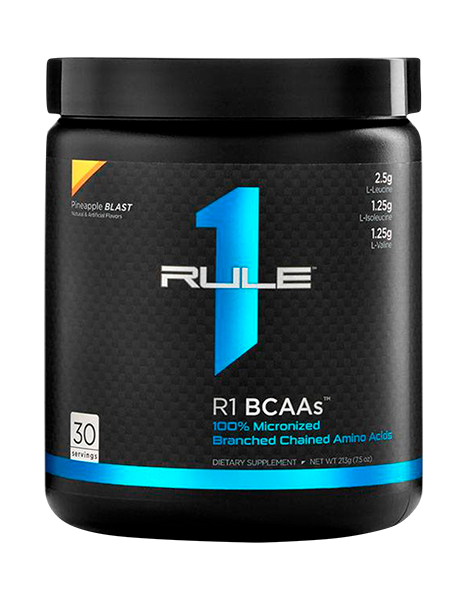 Pineapple BLAST
Natural & Artificial Flavors
2.5g
L-Leucine
1.25g
L-Isoleucine
1.25g
L-Valine
1
RULE™
R1 BCAAs™
100% Micronized
Branched Chained Amino Acids
30
servings
DIETARY SUPPLEMENT • NET WT 213g (7.5 oz)